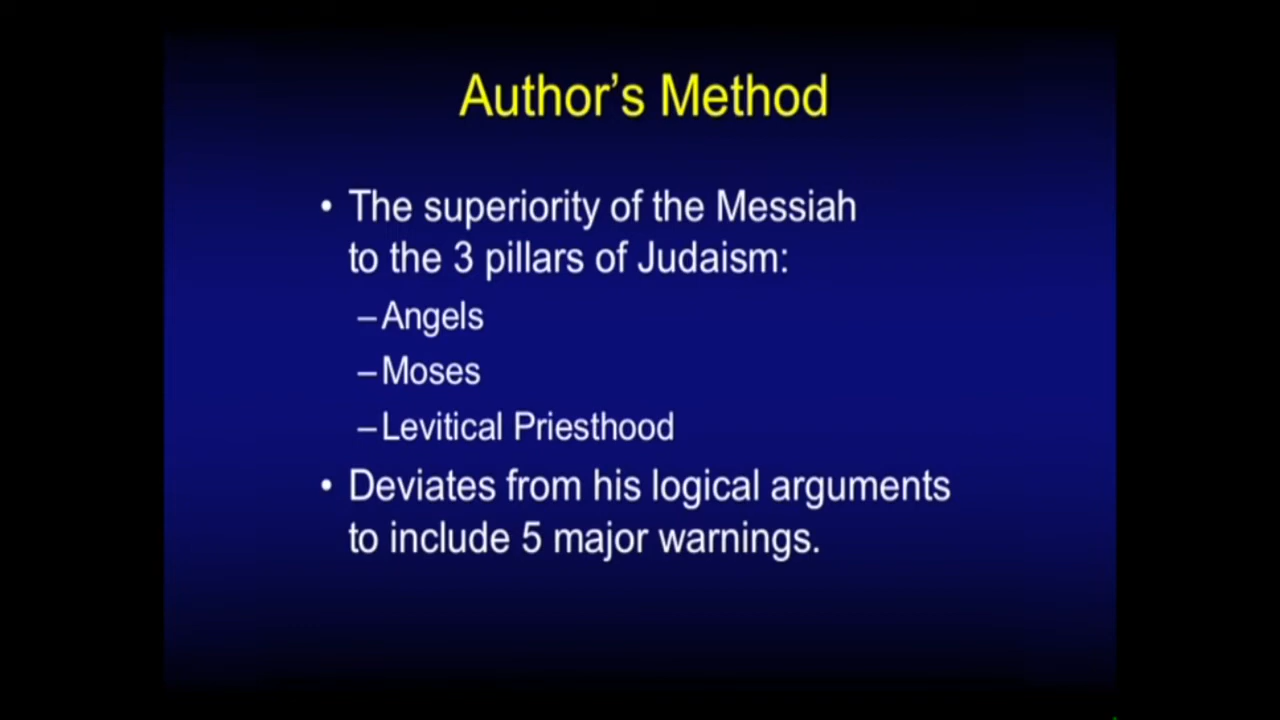 Author's Method
• The superiority of the Messiah
to the 3 pillars of Judaism:
–Angels
–Moses
–Levitical Priesthood
• Deviates from his logical arguments
to include 5 major warnings.